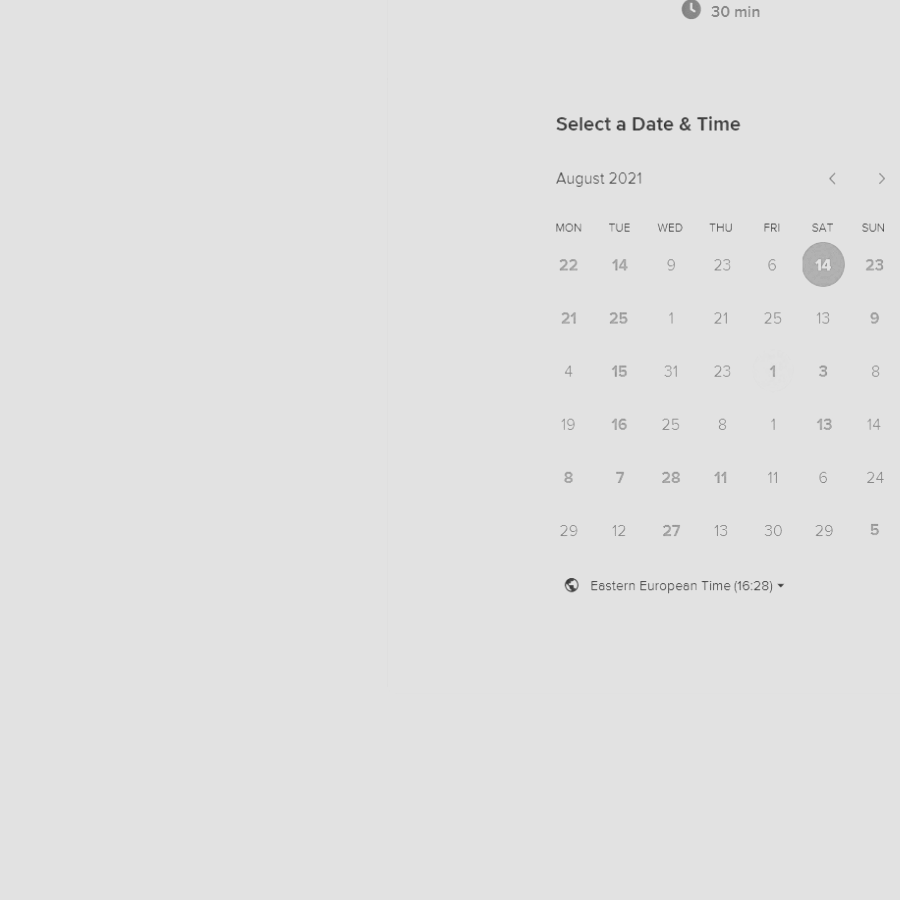 30 min
Select a Date & Time
August 2021
MON TUE WED THU FRI SAT SUN
22 14 9 23 6 14 23
21 25 1 21 25 13 9
4 15 31 23 1 3 8
19 16 25 8 1 13 14
8 7 28 11 11 6 24
29 12 27 13 30 29 5
Eastern European Time (16:28)